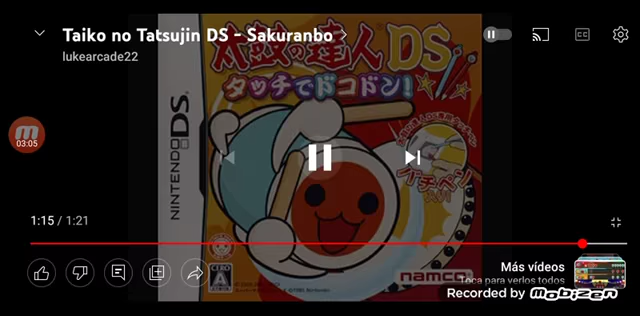 Taiko no Tatsujin DS - Sakuranbo
lukearcade22
CC
太鼓の達人DS
タッチでドコドン!
NINTENDO DS
03:05
1:15 / 1:21
CERO
A
namco
Más vídeos
Toca para verlos todos
Recorded by Mobizen